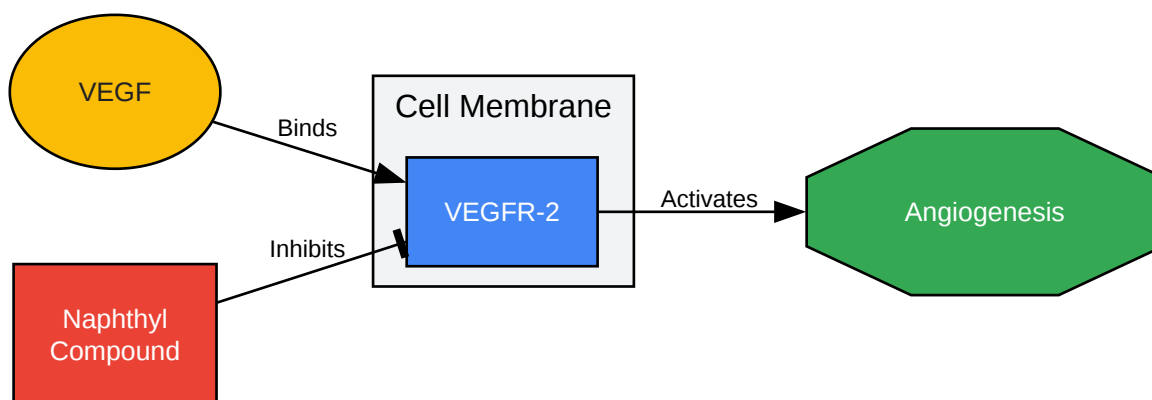 VEGF
Binds
Cell Membrane
VEGFR-2
Activates
Angiogenesis
Inhibits
Naphthyl
Compound